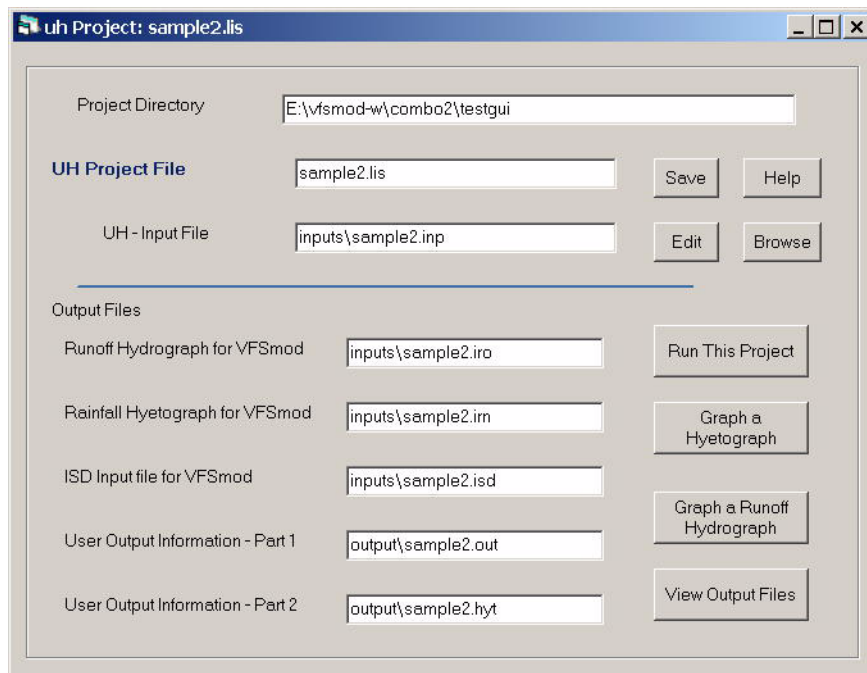 uh Project: sample2.lis
Project Directory E:\vfsmod-w\combo2\testgui
UH Project File sample2.lis Save Help
UH - Input File inputs\sample2.inp Edit Browse
Output Files
Runoff Hydrograph for VFSmod inputs\sample2.iro Run This Project
Rainfall Hyetograph for VFSmod inputs\sample2.irn Graph a
Hyetograph
ISD Input file for VFSmod inputs\sample2.isd
Graph a Runoff
Hydrograph
User Output Information - Part 1 output\sample2.out
User Output Information - Part 2 output\sample2.hyt View Output Files